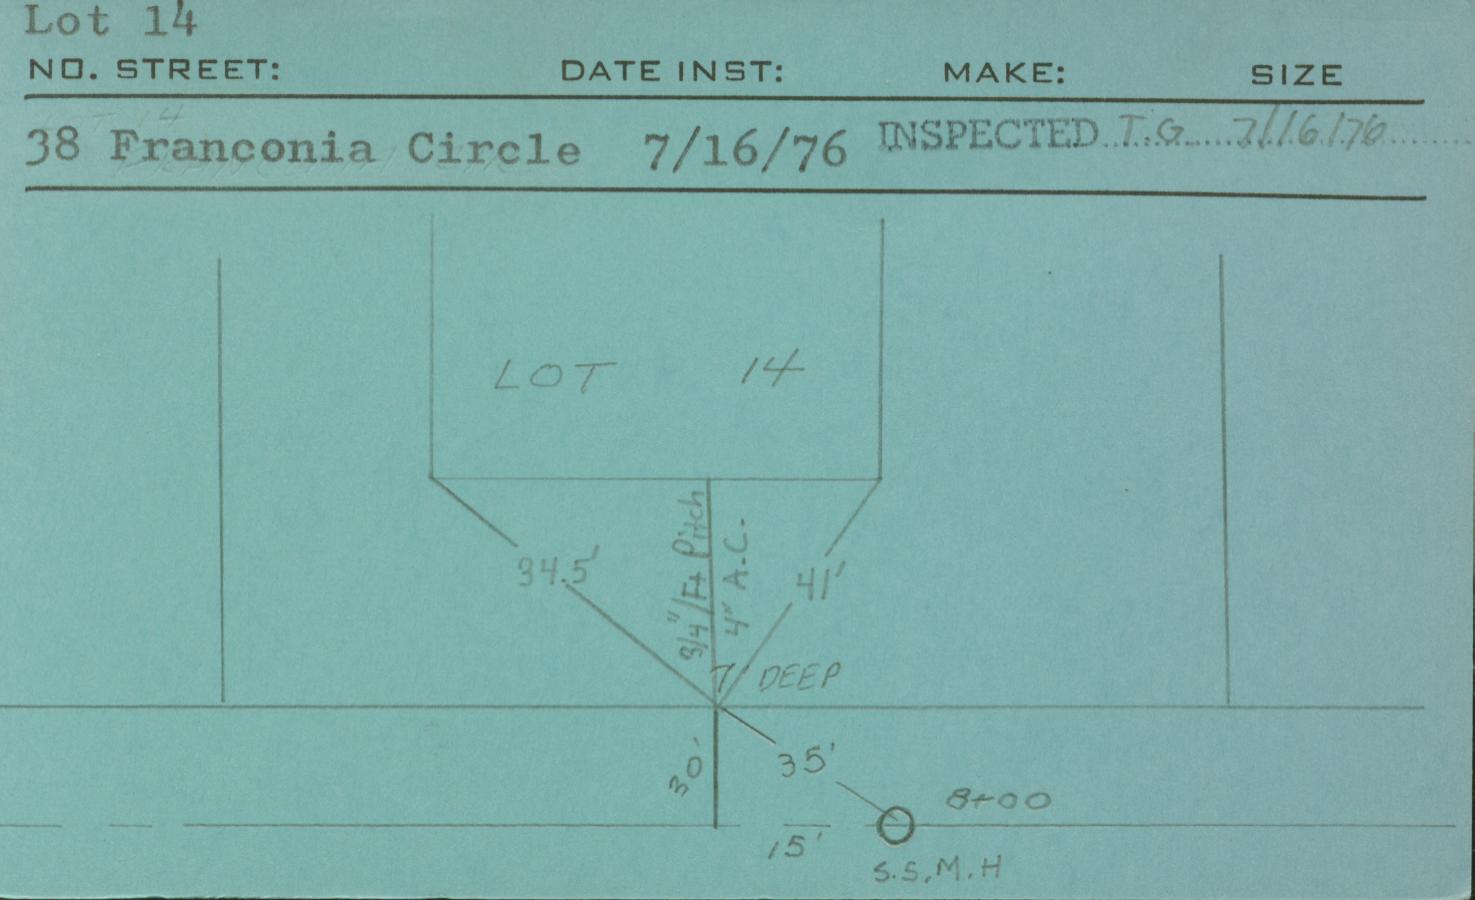 Lot 14
NO. STREET: DATE INST: MAKE: SIZE
38 Franconia Circle 7/16/76 INSPECTED T.G. 7/16/76
LOT 14
34.5'
3/4"/Ft Pitch
4" A.C.
41'
7' DEEP
30'
35'
8+00
15'
S.S.M.H